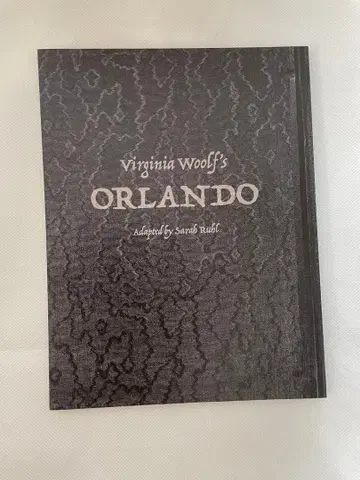 Virginia Woolf's
ORLANDO
Adapted by Sarah Ruhl